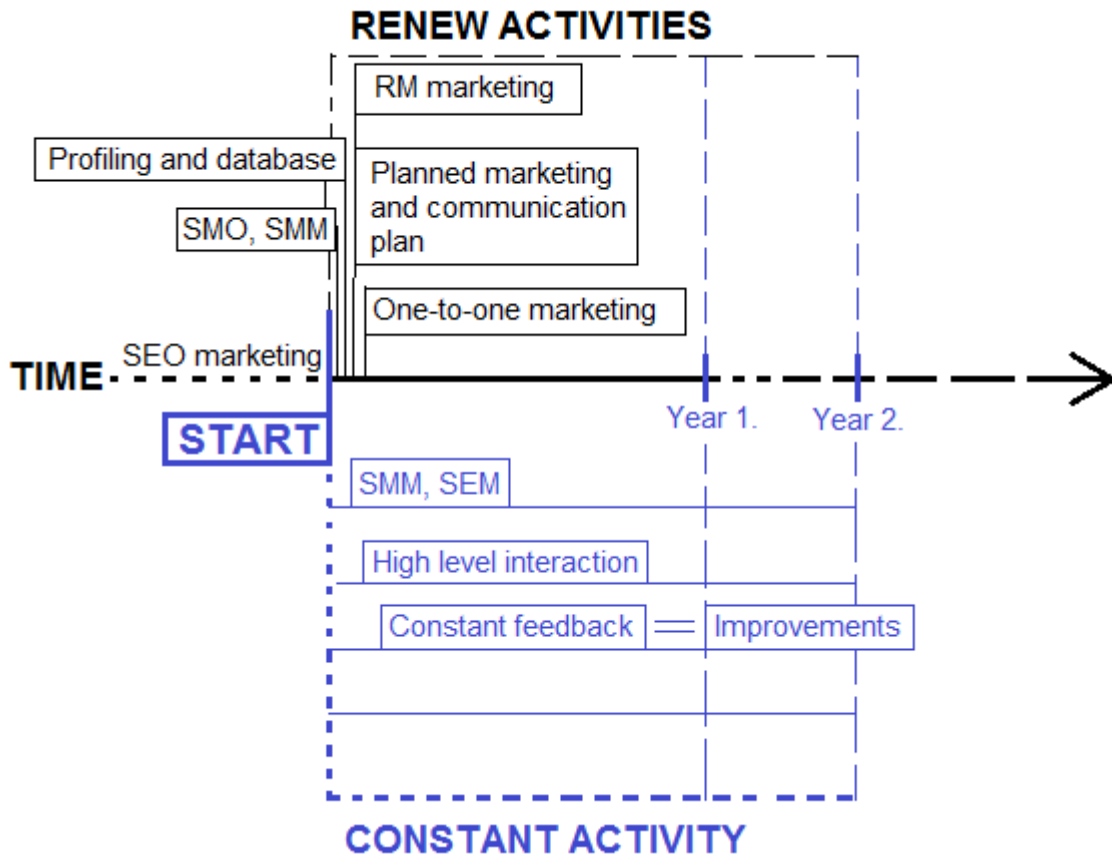 RENEW ACTIVITIES
RM marketing
Profiling and database
Planned marketing
and communication
plan
SMO, SMM
One-to-one marketing
SEO marketing
TIME
START
Year 1.
Year 2.
SMM, SEM
High level interaction
Constant feedback
Improvements
CONSTANT ACTIVITY